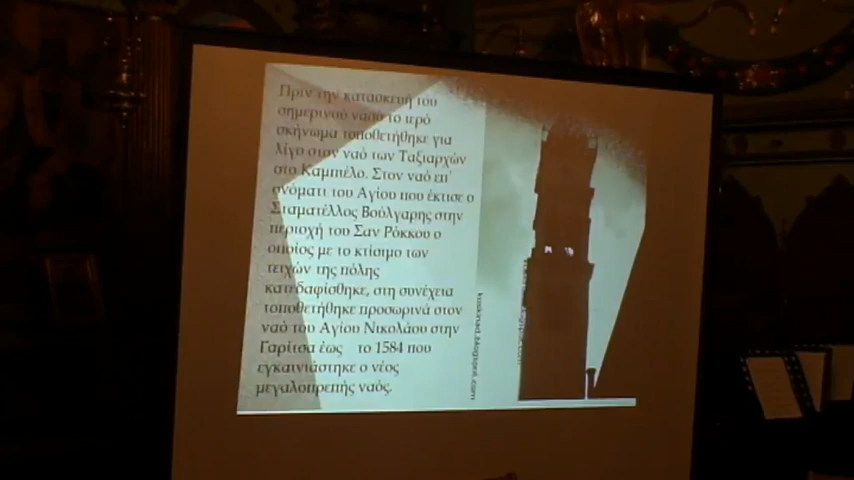 Πριν την κατασκευή του
σημερινού ναού το ιερό
σκήνωμα τοποθετήθηκε για
λίγο στον ναό των Ταξιαρχών
στο Καμπιέλο. Στον ναό επ'
ονόματι του Αγίου που έκτισε ο
Σταματέλλος Βούλγαρης στην
περιοχή του Σαν Ρόκκου ο
οποίος με το κτίσιμο των
τειχών της πόλης
κατεδαφίσθηκε, στη συνέχεια
τοποθετήθηκε προσωρινά στον
ναό του Αγίου Νικολάου στην
Γαρίτσα έως το 1584 που
εγκαινιάστηκε ο νέος
μεγαλοπρεπής ναός.